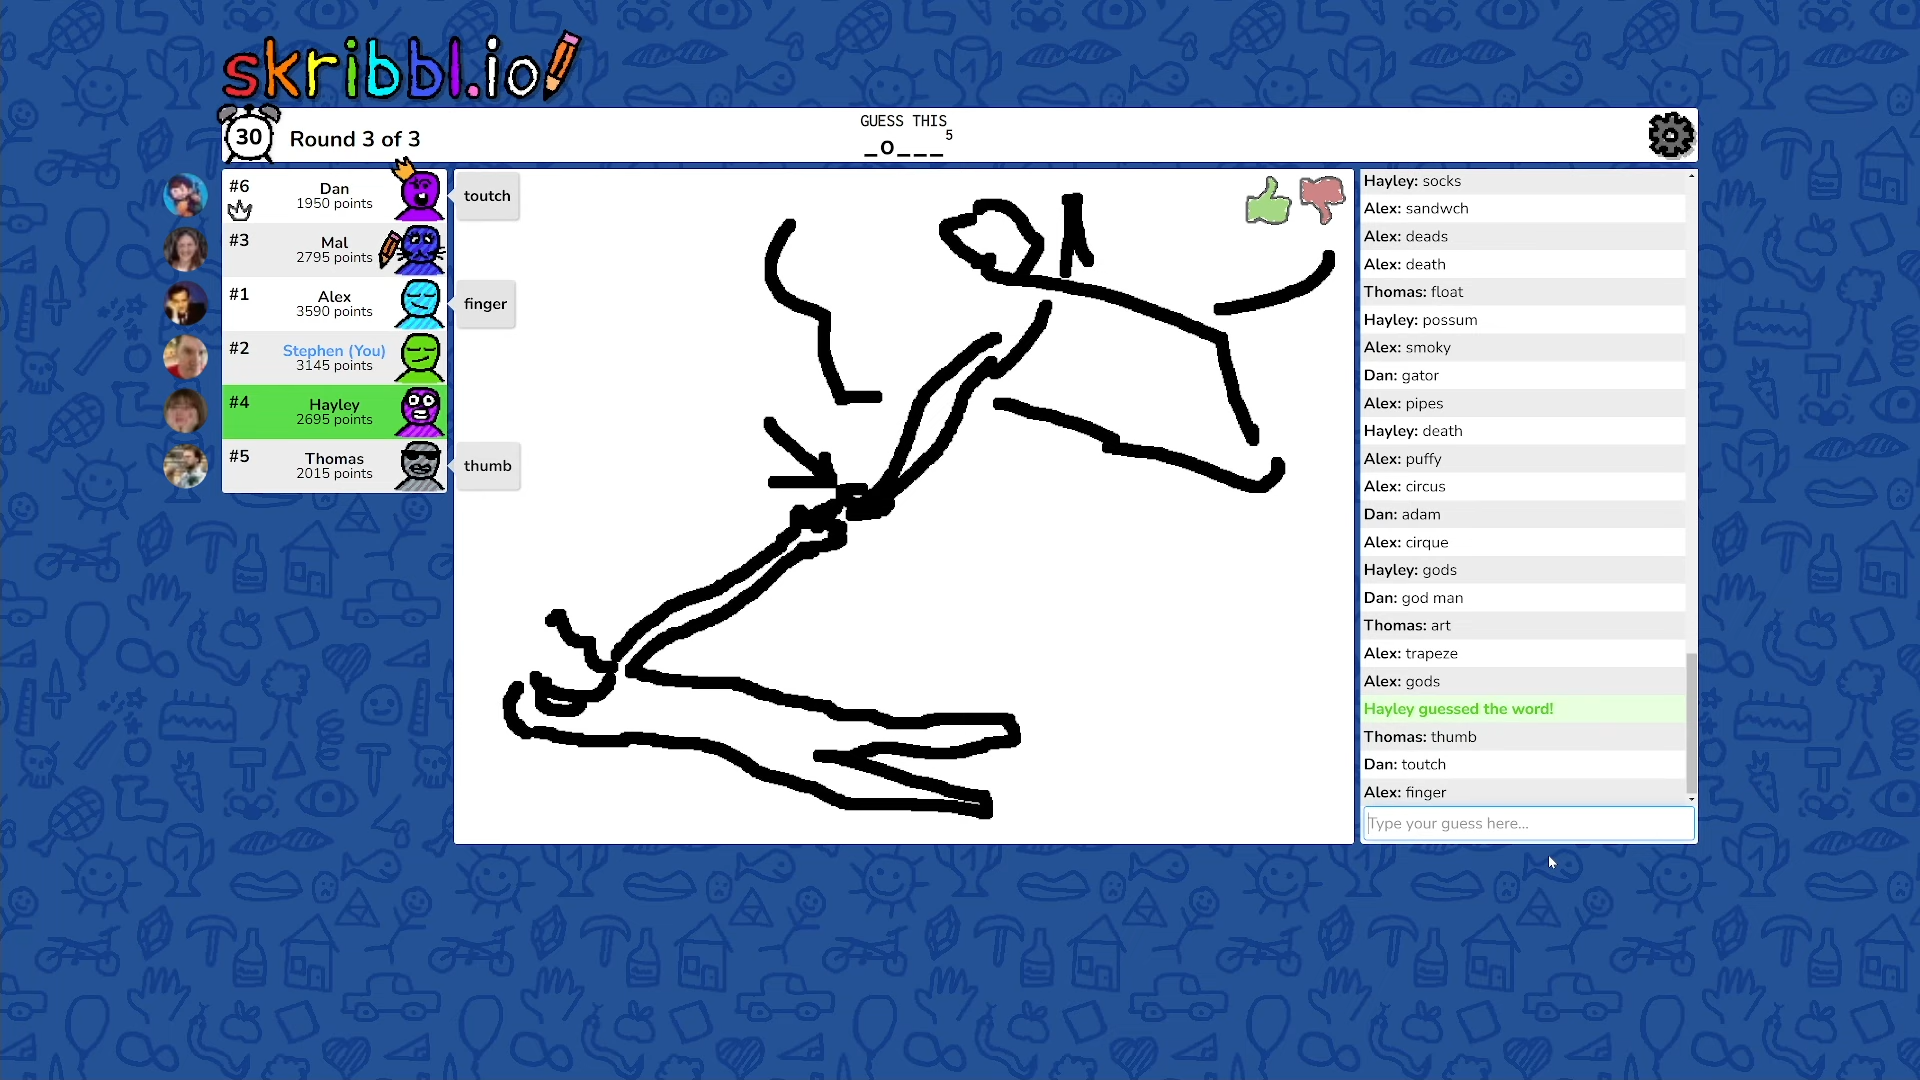 skribbl.io
30
Round 3 of 3
GUESS THIS
_o___ 5
#6
Dan
1950 points
toutch
#3
Mal
2795 points
#1
Alex
3590 points
finger
#2
Stephen (You)
3145 points
#4
Hayley
2695 points
#5
Thomas
2015 points
thumb
Hayley: socks
Alex: sandwch
Alex: deads
Alex: death
Thomas: float
Hayley: possum
Alex: smoky
Dan: gator
Alex: pipes
Hayley: death
Alex: puffy
Alex: circus
Dan: adam
Alex: cirque
Hayley: gods
Dan: god man
Thomas: art
Alex: trapeze
Alex: gods
Hayley guessed the word!
Thomas: thumb
Dan: toutch
Alex: finger
Type your guess here...